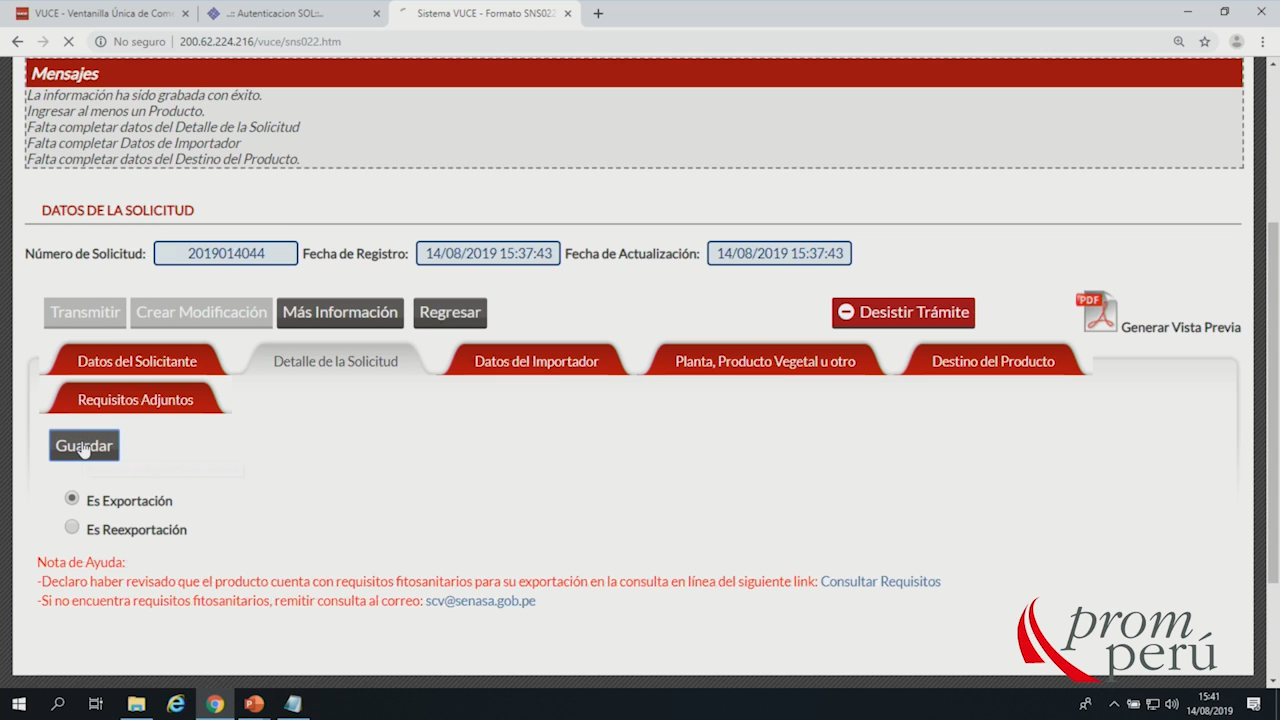 VUCE - Ventanilla Única de Come
..:: Autenticacion SOL::..
Sistema VUCE - Formato SNS022
No seguro
200.62.224.216/vuce/sns022.htm
Mensajes
La información ha sido grabada con éxito.
Ingresar al menos un Producto.
Falta completar datos del Detalle de la Solicitud
Falta completar Datos de Importador
Falta completar datos del Destino del Producto.
DATOS DE LA SOLICITUD
Número de Solicitud: 2019014044 Fecha de Registro: 14/08/2019 15:37:43 Fecha de Actualización: 14/08/2019 15:37:43
Transmitir Crear Modificación Más Información Regresar Desistir Trámite
PDF
Generar Vista Previa
Datos del Solicitante Detalle de la Solicitud Datos del Importador Planta, Producto Vegetal u otro Destino del Producto
Requisitos Adjuntos
Guardar
Es Exportación
Es Reexportación
Nota de Ayuda:
-Declaro haber revisado que el producto cuenta con requisitos fitosanitarios para su exportación en la consulta en línea del siguiente link: Consultar Requisitos
-Si no encuentra requisitos fitosanitarios, remitir consulta al correo: scv@senasa.gob.pe
prom
perú
15:41
14/08/2019